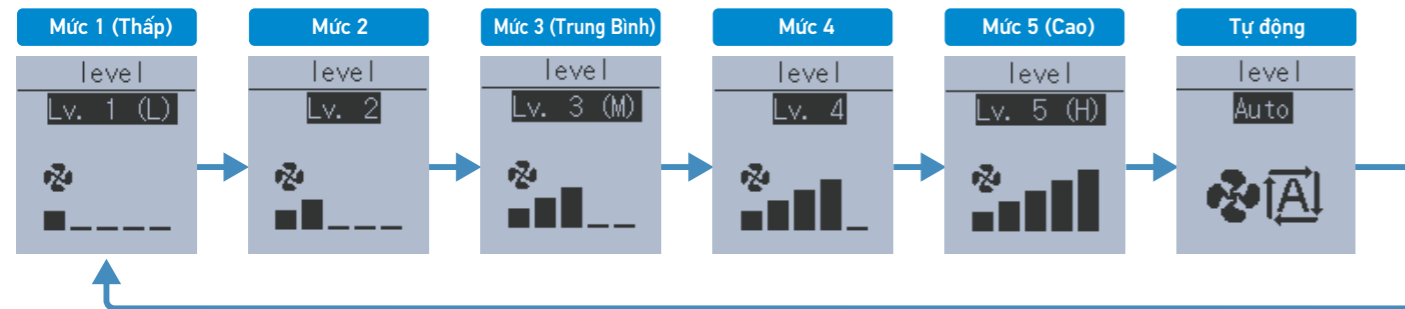 Mức 1 (Thấp)
Mức 2
Mức 3 (Trung Bình)
Mức 4
Mức 5 (Cao)
Tự động
level
level
level
level
level
level
Lv. 1 (L)
Lv. 2
Lv. 3 (M)
Lv. 4
Lv. 5 (H)
Auto
A